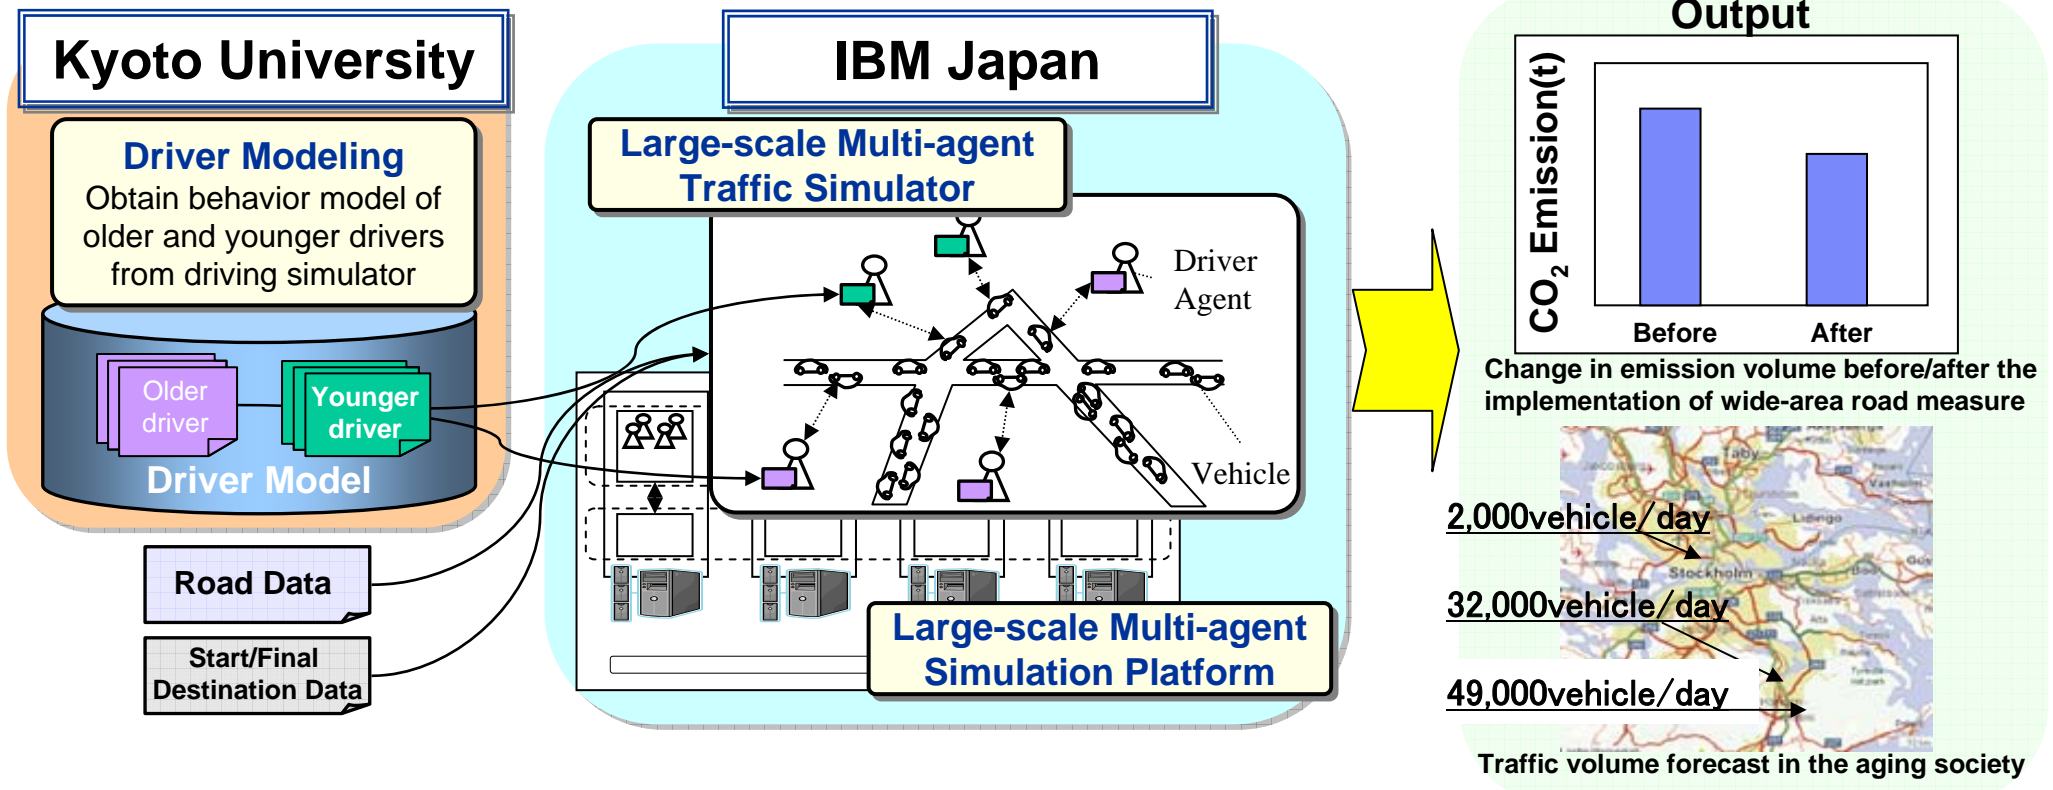 Kyoto University
Driver Modeling
Obtain behavior model of
older and younger drivers
from driving simulator
Older
driver
Younger
driver
Driver Model
Road Data
Start/Final
Destination Data
IBM Japan
Large-scale Multi-agent
Traffic Simulator
Driver
Agent
Vehicle
Large-scale Multi-agent
Simulation Platform
Output
CO2 Emission(t)
Before
After
Change in emission volume before/after the
implementation of wide-area road measure
Taby
Lidingo
2,000vehicle/day
Stockholm
32,000vehicle/day
49,000vehicle/day
Traffic volume forecast in the aging society